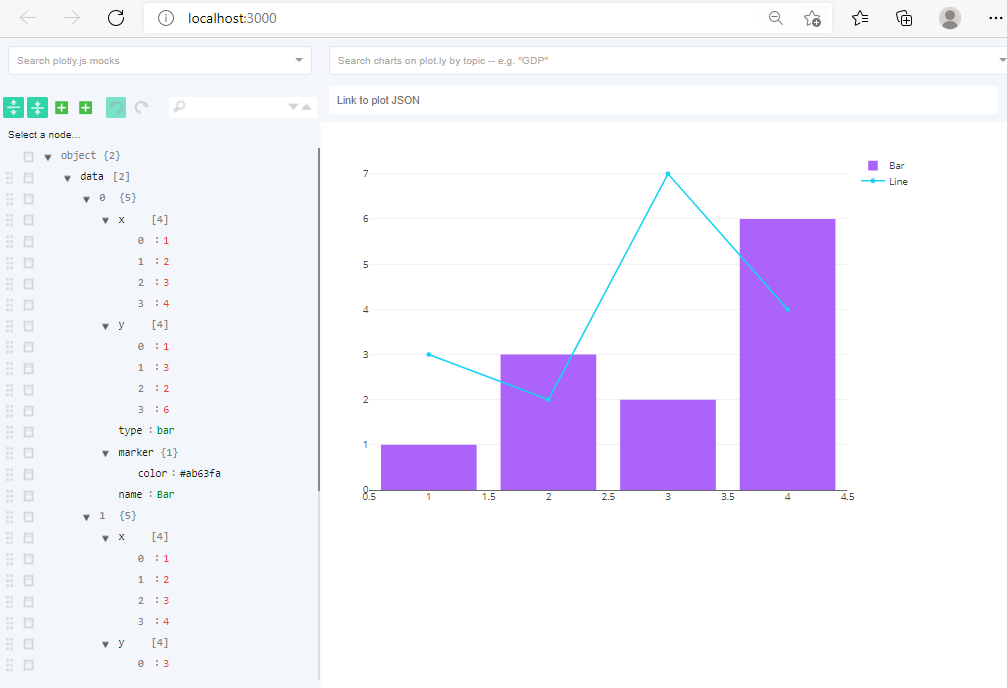 localhost:3000
Search plotly.js mocks
Search charts on plot.ly by topic -- e.g. "GDP"
Link to plot JSON
Select a node...
object {2}
data [2]
0 {5}
x [4]
0 : 1
1 : 2
2 : 3
3 : 4
y [4]
0 : 1
1 : 3
2 : 2
3 : 6
type : bar
marker {1}
color : #ab63fa
name : Bar
1 {5}
x [4]
0 : 1
1 : 2
2 : 3
3 : 4
y [4]
0 : 3
Bar
Line
7
6
5
4
3
2
1
0
0.5 1 1.5 2 2.5 3 3.5 4 4.5